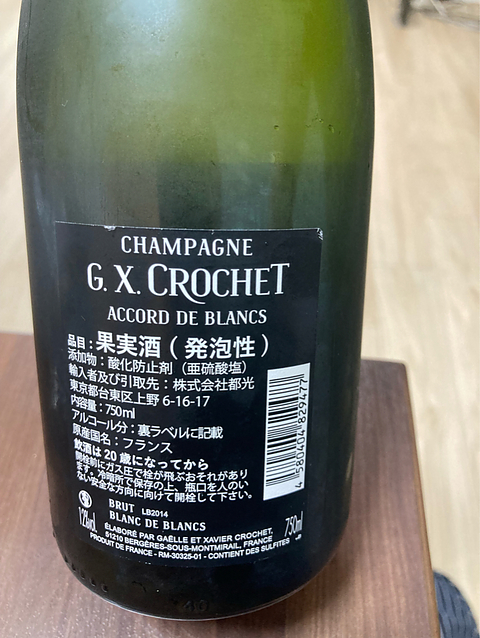 CHAMPAGNE
G. X. CROCHET
ACCORD DE BLANCS
品目：果実酒（発泡性）
添加物：酸化防止剤（亜硫酸塩）
輸入者及び引取先：株式会社都光
東京都台東区上野 6-16-17
内容量：750ml
アルコール分：裏ラベルに記載
原産国名：フランス
飲酒は20歳になってから
開栓前にガス圧で栓が飛ぶおそれがあり
ます。冷暗所で保存の上、瓶口を人のい
ない安全な方向に向けて開栓して下さい。
4 580404 829477
BRUT LB2014
BLANC DE BLANCS
12%vol.
750ml
ÉLABORÉ PAR GAËLLE ET XAVIER CROCHET,
51210 BERGÈRES-SOUS-MONTMIRAIL, FRANCE
PRODUIT DE FRANCE - RM-30325-01 - CONTIENT DES SULFITES